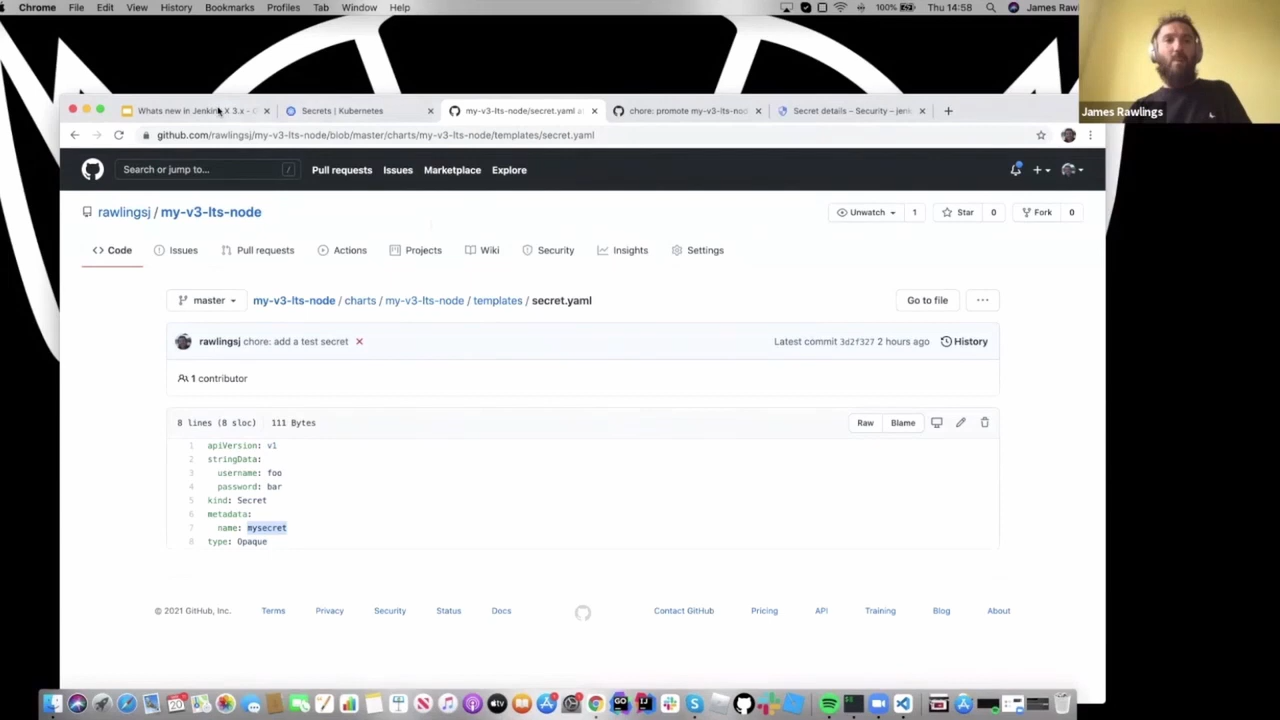 Chrome File Edit View History Bookmarks Profiles Tab Window Help 100% Thu 14:58 James Rawl
James Rawlings
Whats new in Jenkins X 3.x - G
Secrets | Kubernetes
my-v3-lts-node/secret.yaml a
chore: promote my-v3-lts-nod
Secret details – Security – jen
github.com/rawlingsj/my-v3-lts-node/blob/master/charts/my-v3-lts-node/templates/secret.yaml
Search or jump to... / Pull requests Issues Marketplace Explore
rawlingsj / my-v3-lts-node Unwatch 1 Star 0 Fork 0
<> Code Issues Pull requests Actions Projects Wiki Security Insights Settings
master my-v3-lts-node / charts / my-v3-lts-node / templates / secret.yaml Go to file ...
rawlingsj chore: add a test secret Latest commit 3d2f327 2 hours ago History
1 contributor
8 lines (8 sloc) 111 Bytes Raw Blame
1 apiVersion: v1
2 stringData:
3 username: foo
4 password: bar
5 kind: Secret
6 metadata:
7 name: mysecret
8 type: Opaque
© 2021 GitHub, Inc. Terms Privacy Security Status Docs Contact GitHub Pricing API Training Blog About